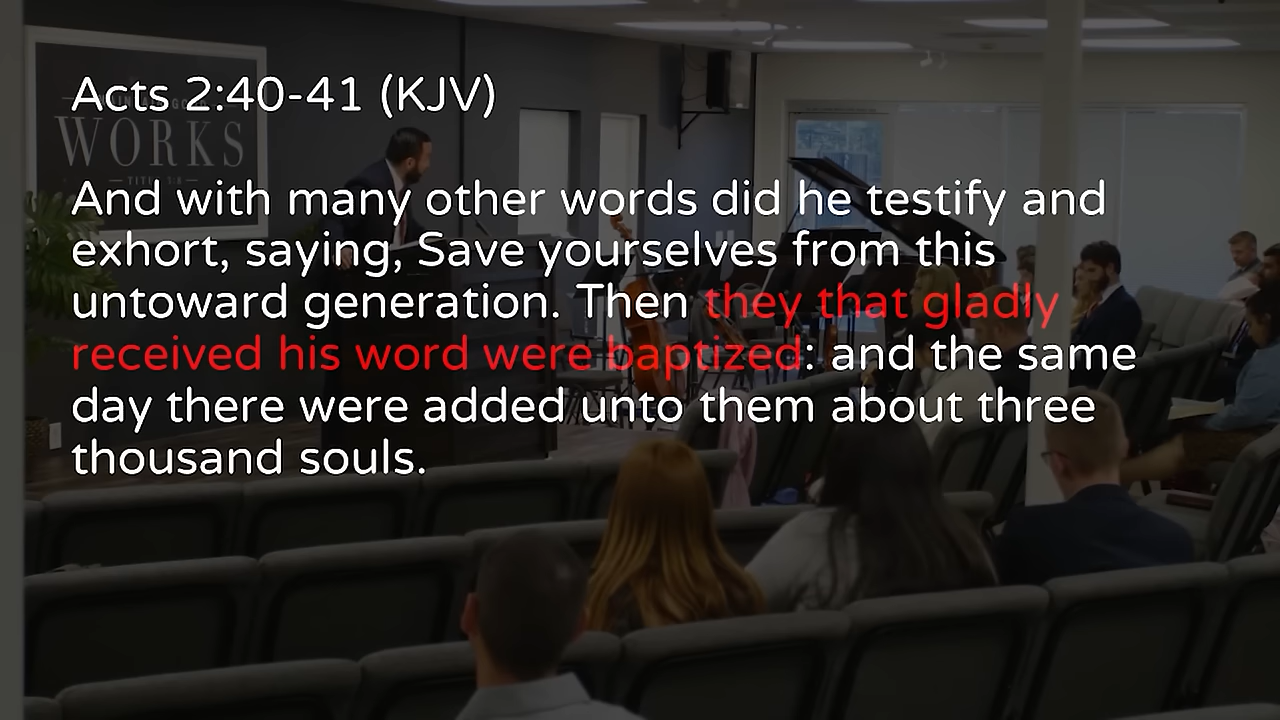 Acts 2:40-41 (KJV)
And with many other words did he testify and
exhort, saying, Save yourselves from this
untoward generation. Then they that gladly
received his word were baptized: and the same
day there were added unto them about three
thousand souls.
WORKS